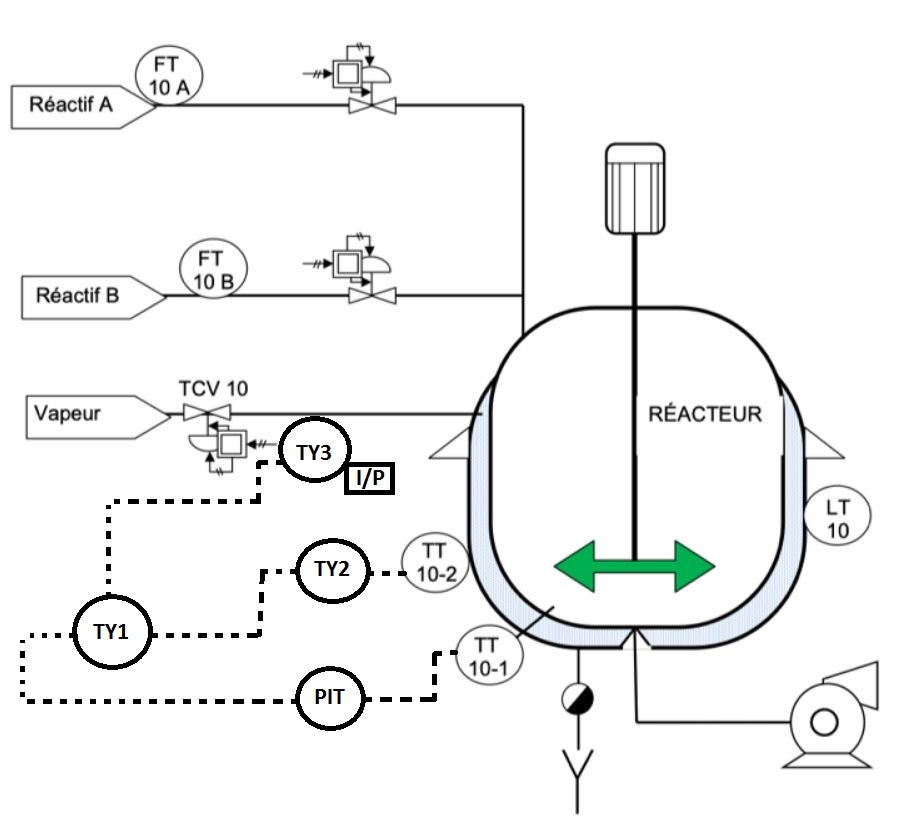 FT
10 A
Réactif A
FT
10 B
Réactif B
TCV 10
Vapeur
RÉACTEUR
TY3
I/P
LT
10
TT
10-2
TY2
TY1
TT
10-1
PIT